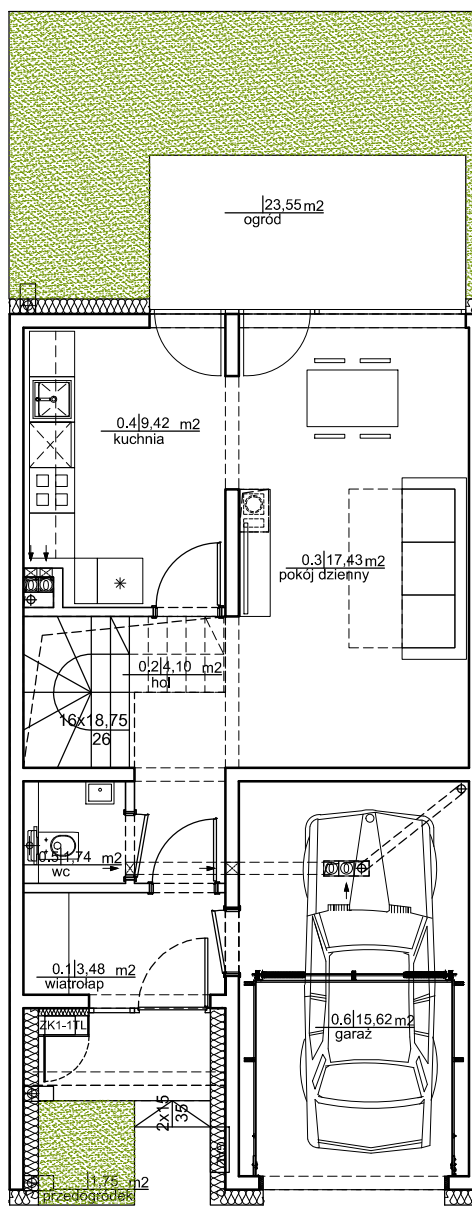 23,55 m2
ogród
0.4 9,42 m2
kuchnia
0.3 17,43 m2
pokój dzienny
0.2 4,10 m2
hol
16x18,75
26
0.5 1,74 m2
wc
0.1 3,48 m2
wiatrołap
0.6 15,62 m2
garaż
ZK1-1TL
2x15
35
1,75 m2
przedogródek